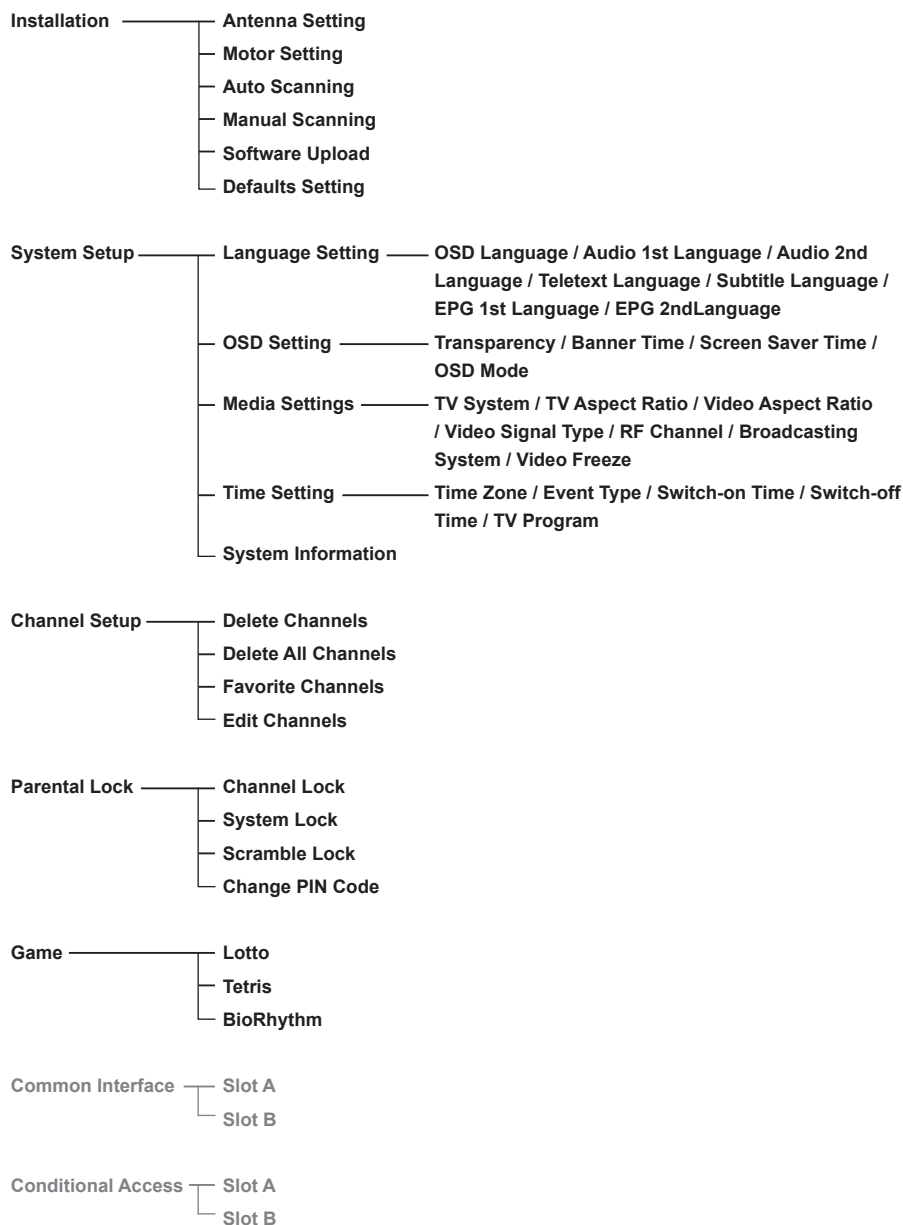 Installation Antenna Setting
Motor Setting
Auto Scanning
Manual Scanning
Software Upload
Defaults Setting
System Setup Language Setting OSD Language / Audio 1st Language / Audio 2nd
Language / Teletext Language / Subtitle Language /
EPG 1st Language / EPG 2ndLanguage
OSD Setting Transparency / Banner Time / Screen Saver Time /
OSD Mode
Media Settings TV System / TV Aspect Ratio / Video Aspect Ratio
/ Video Signal Type / RF Channel / Broadcasting
System / Video Freeze
Time Setting Time Zone / Event Type / Switch-on Time / Switch-off
Time / TV Program
System Information
Channel Setup Delete Channels
Delete All Channels
Favorite Channels
Edit Channels
Parental Lock Channel Lock
System Lock
Scramble Lock
Change PIN Code
Game Lotto
Tetris
BioRhythm
Common Interface Slot A
Slot B
Conditional Access Slot A
Slot B